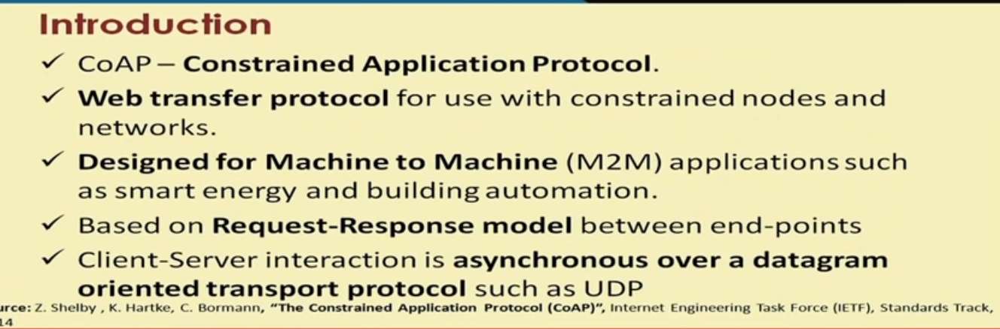 Introduction
✓ CoAP – Constrained Application Protocol.
✓ Web transfer protocol for use with constrained nodes and
networks.
✓ Designed for Machine to Machine (M2M) applications such
as smart energy and building automation.
✓ Based on Request-Response model between end-points
✓ Client-Server interaction is asynchronous over a datagram
oriented transport protocol such as UDP
urce: Z. Shelby , K. Hartke, C. Bormann, “The Constrained Application Protocol (CoAP)”, Internet Engineering Task Force (IETF), Standards Track,
14